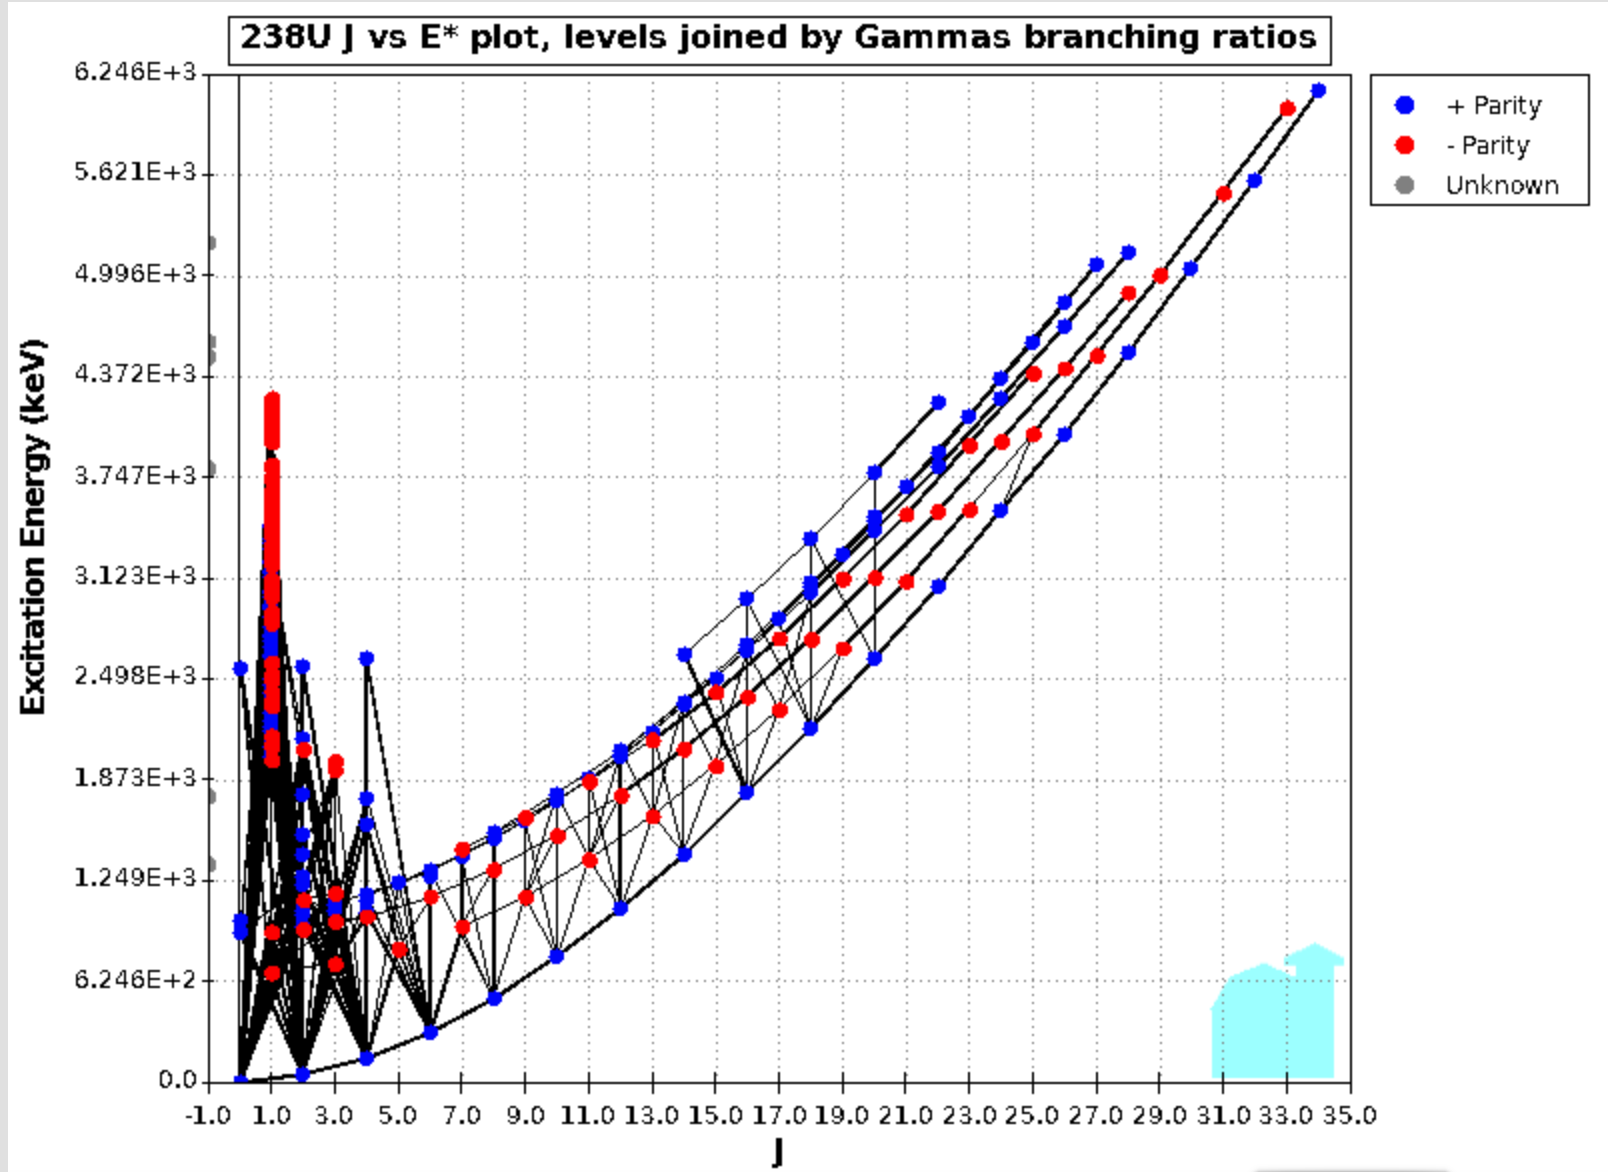 238U J vs E* plot, levels joined by Gammas branching ratios
6.246E+3
5.621E+3
4.996E+3
4.372E+3
3.747E+3
3.123E+3
2.498E+3
1.873E+3
1.249E+3
6.246E+2
0.0
Excitation Energy (keV)
-1.0 1.0 3.0 5.0 7.0 9.0 11.0 13.0 15.0 17.0 19.0 21.0 23.0 25.0 27.0 29.0 31.0 33.0 35.0
J
+ Parity
- Parity
Unknown